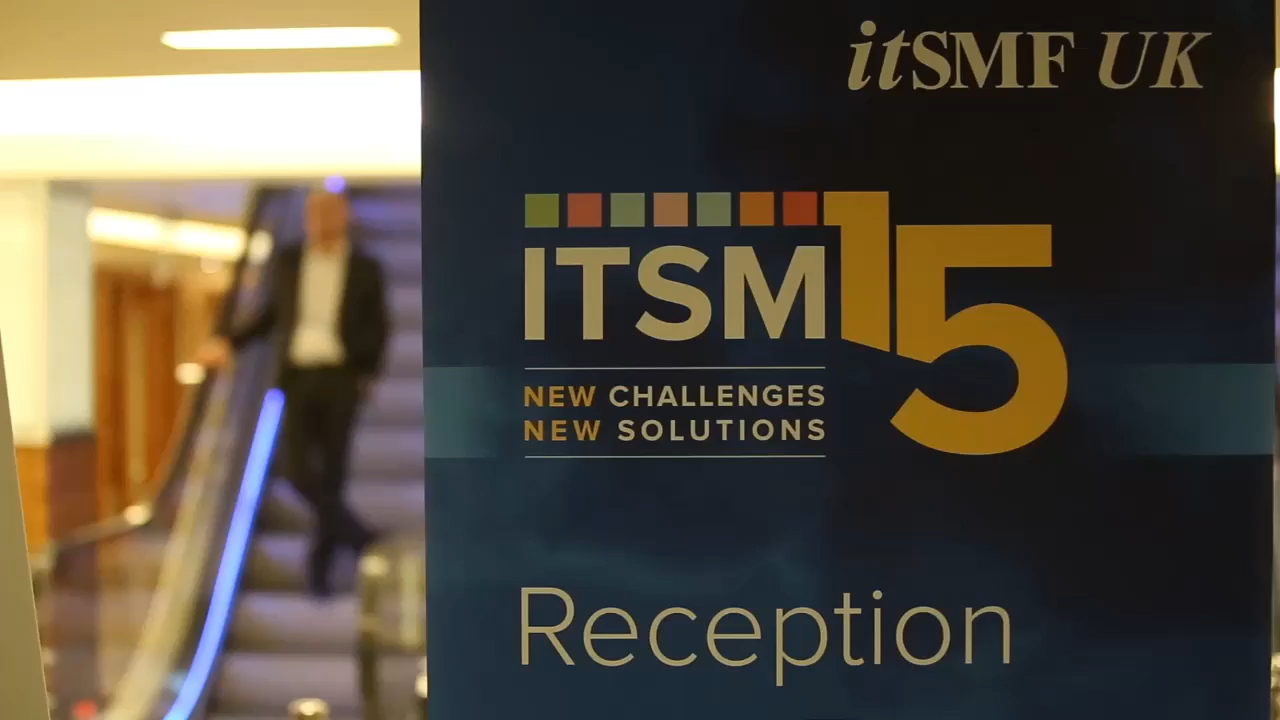 itSMF UK
ITSM15
NEW CHALLENGES
NEW SOLUTIONS
Reception